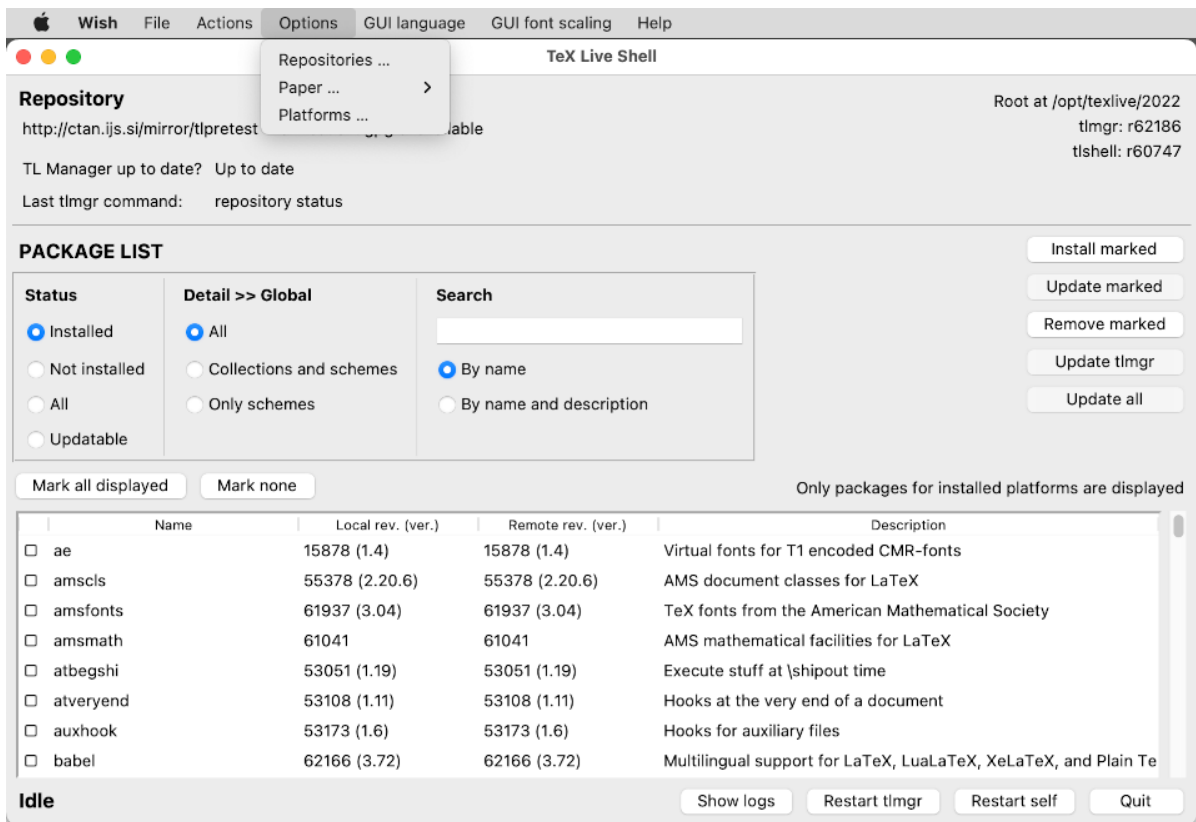 Wish File Actions Options GUI language GUI font scaling Help
TeX Live Shell
Repositories ...
Paper ...
Platforms ...
Repository
http://ctan.ijs.si/mirror/tlpretest
Root at /opt/texlive/2022
tlmgr: r62186
tlshell: r60747
TL Manager up to date? Up to date
Last tlmgr command: repository status
PACKAGE LIST
Install marked
Update marked
Remove marked
Update tlmgr
Update all
Status
Installed
Not installed
All
Updatable
Detail >> Global
All
Collections and schemes
Only schemes
Search
By name
By name and description
Mark all displayed Mark none
Only packages for installed platforms are displayed
Name Local rev. (ver.) Remote rev. (ver.) Description
ae 15878 (1.4) 15878 (1.4) Virtual fonts for T1 encoded CMR-fonts
amscls 55378 (2.20.6) 55378 (2.20.6) AMS document classes for LaTeX
amsfonts 61937 (3.04) 61937 (3.04) TeX fonts from the American Mathematical Society
amsmath 61041 61041 AMS mathematical facilities for LaTeX
atbegshi 53051 (1.19) 53051 (1.19) Execute stuff at \shipout time
atveryend 53108 (1.11) 53108 (1.11) Hooks at the very end of a document
auxhook 53173 (1.6) 53173 (1.6) Hooks for auxiliary files
babel 62166 (3.72) 62166 (3.72) Multilingual support for LaTeX, LuaLaTeX, XeLaTeX, and Plain Te
Idle
Show logs Restart tlmgr Restart self Quit